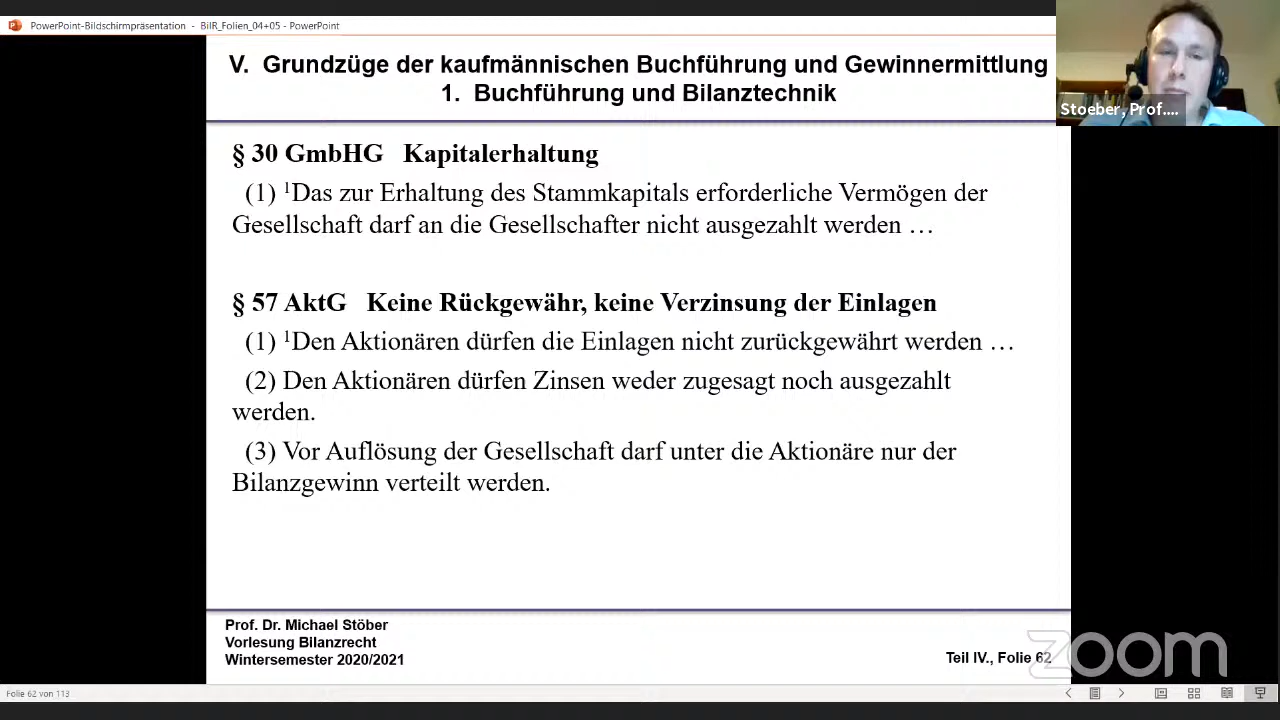 PowerPoint-Bildschirmpräsentation - BilR_Folien_04+05 - PowerPoint
V. Grundzüge der kaufmännischen Buchführung und Gewinnermittlung
1. Buchführung und Bilanztechnik
Stoeber, Prof....
§ 30 GmbHG Kapitalerhaltung
(1) ¹Das zur Erhaltung des Stammkapitals erforderliche Vermögen der
Gesellschaft darf an die Gesellschafter nicht ausgezahlt werden …
§ 57 AktG Keine Rückgewähr, keine Verzinsung der Einlagen
(1) ¹Den Aktionären dürfen die Einlagen nicht zurückgewährt werden …
(2) Den Aktionären dürfen Zinsen weder zugesagt noch ausgezahlt
werden.
(3) Vor Auflösung der Gesellschaft darf unter die Aktionäre nur der
Bilanzgewinn verteilt werden.
Prof. Dr. Michael Stöber
Vorlesung Bilanzrecht
Wintersemester 2020/2021
Teil IV., Folie 62
zoom
Folie 62 von 113